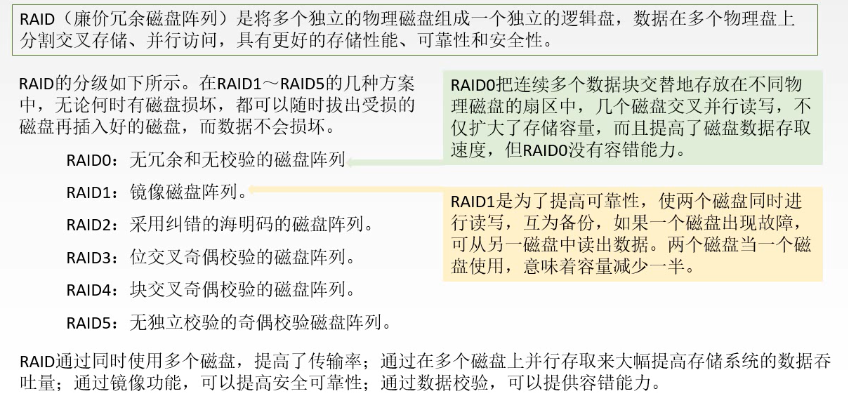 RAID（廉价冗余磁盘阵列）是将多个独立的物理磁盘组成一个独立的逻辑盘，数据在多个物理盘上
分割交叉存储、并行访问，具有更好的存储性能、可靠性和安全性。
RAID的分级如下所示。在RAID1～RAID5的几种方案
中，无论何时有磁盘损坏，都可以随时拔出受损的
磁盘再插入好的磁盘，而数据不会损坏。
RAID0：无冗余和无校验的磁盘阵列
RAID1：镜像磁盘阵列。
RAID2：采用纠错的海明码的磁盘阵列。
RAID3：位交叉奇偶校验的磁盘阵列。
RAID4：块交叉奇偶校验的磁盘阵列。
RAID5：无独立校验的奇偶校验磁盘阵列。
RAID0把连续多个数据块交替地存放在不同物
理磁盘的扇区中，几个磁盘交叉并行读写，不
仅扩大了存储容量，而且提高了磁盘数据存取
速度，但RAID0没有容错能力。
RAID1是为了提高可靠性，使两个磁盘同时进
行读写，互为备份，如果一个磁盘出现故障，
可从另一磁盘中读出数据。两个磁盘当一个磁
盘使用，意味着容量减少一半。
RAID通过同时使用多个磁盘，提高了传输率；通过在多个磁盘上并行存取来大幅提高存储系统的数据吞
吐量；通过镜像功能，可以提高安全可靠性；通过数据校验，可以提供容错能力。